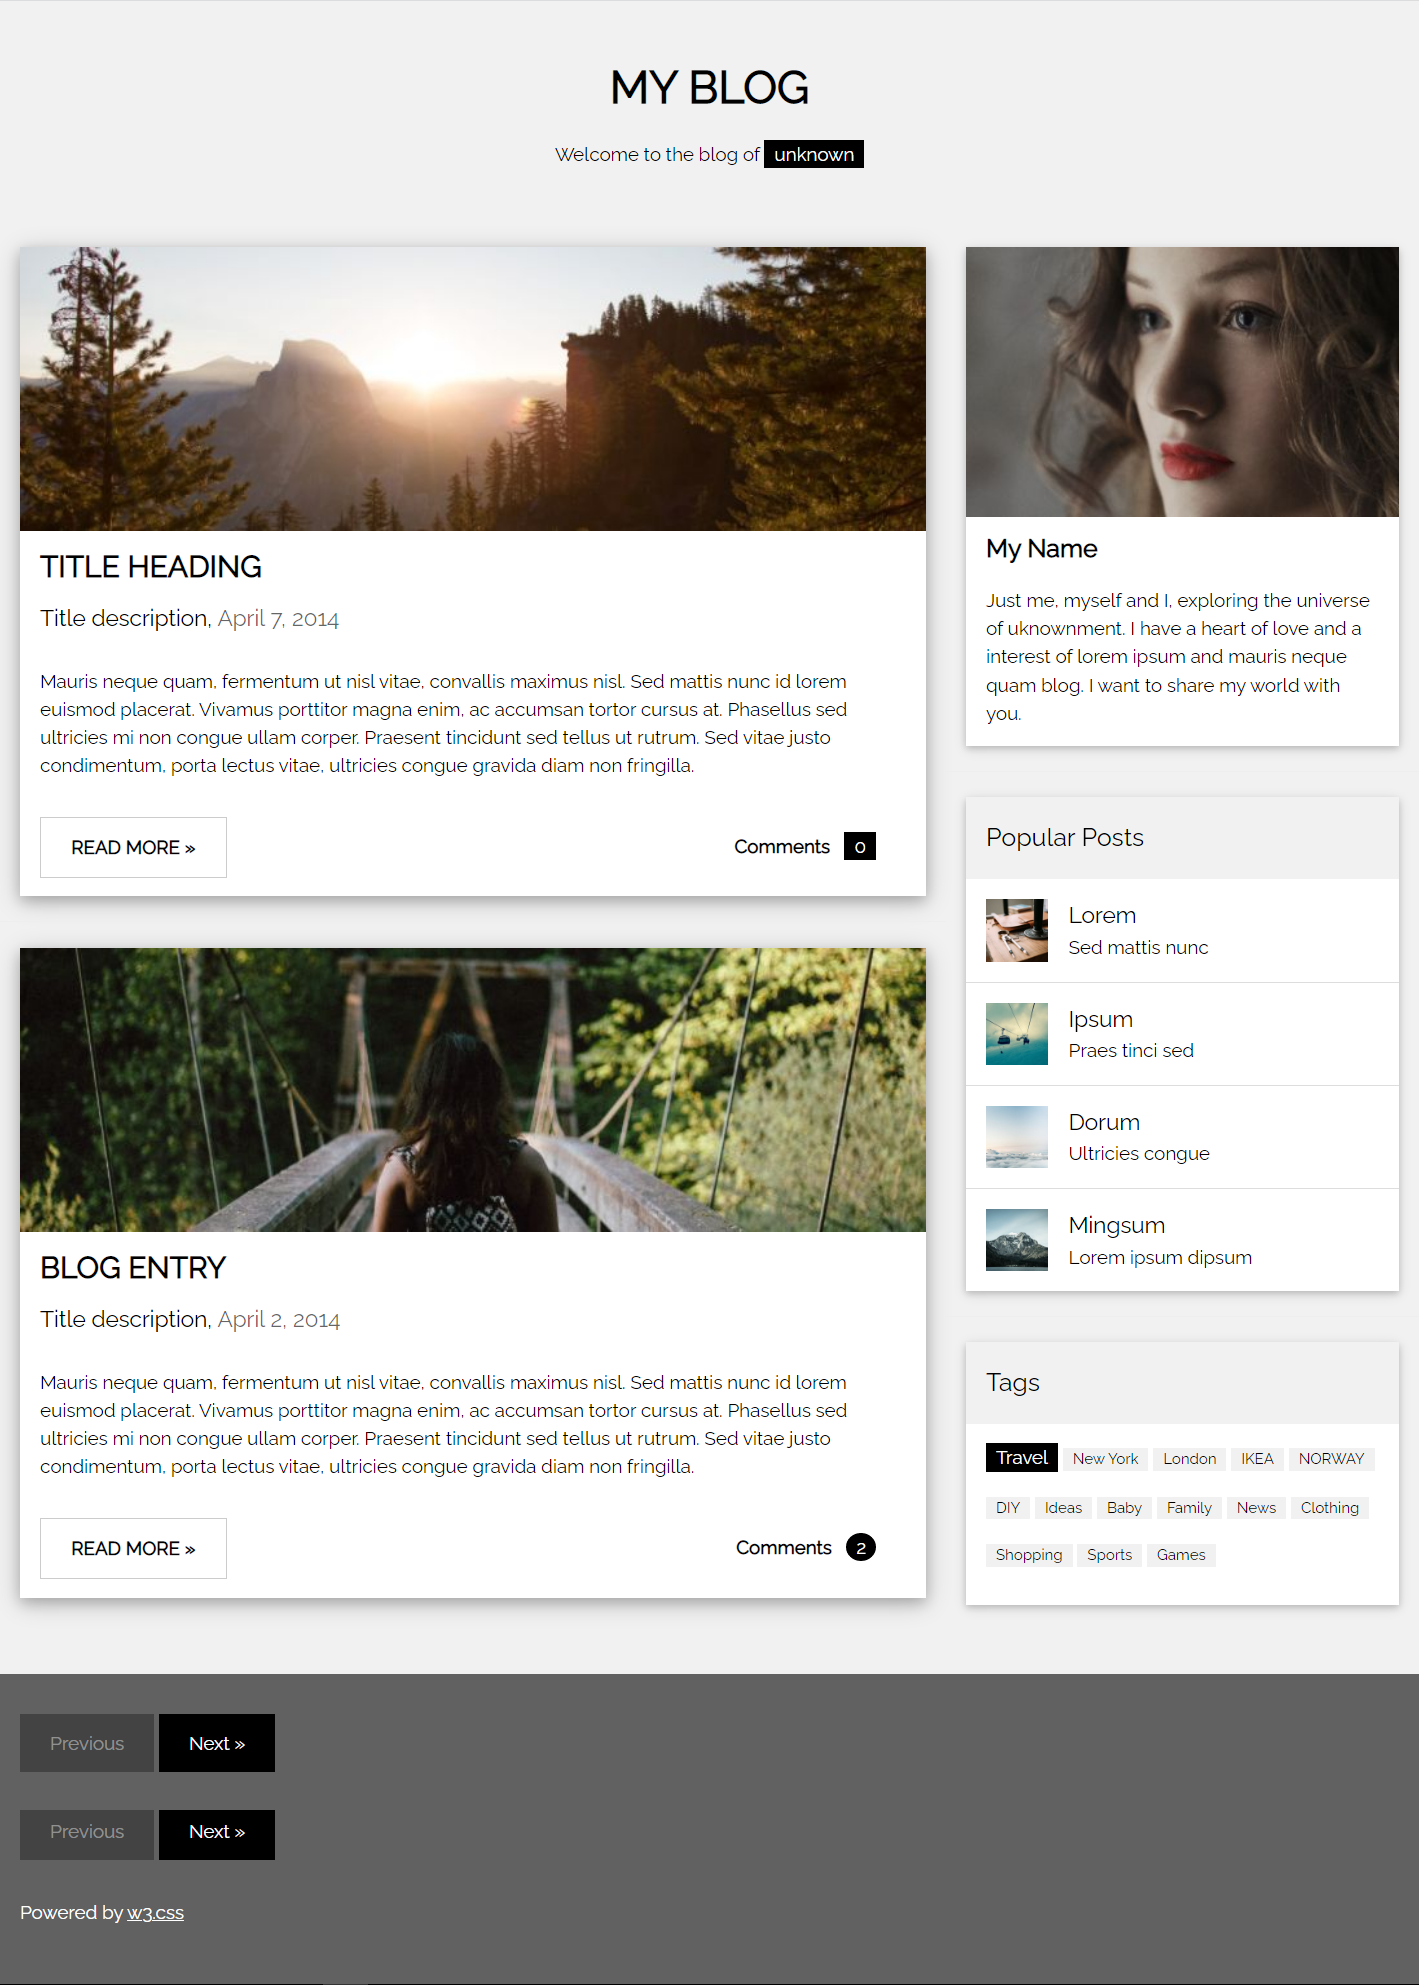 MY BLOG
Welcome to the blog of unknown
TITLE HEADING
Title description, April 7, 2014
Mauris neque quam, fermentum ut nisl vitae, convallis maximus nisl. Sed mattis nunc id lorem
euismod placerat. Vivamus porttitor magna enim, ac accumsan tortor cursus at. Phasellus sed
ultricies mi non congue ullam corper. Praesent tincidunt sed tellus ut rutrum. Sed vitae justo
condimentum, porta lectus vitae, ultricies congue gravida diam non fringilla.
READ MORE »
Comments 0
BLOG ENTRY
Title description, April 2, 2014
Mauris neque quam, fermentum ut nisl vitae, convallis maximus nisl. Sed mattis nunc id lorem
euismod placerat. Vivamus porttitor magna enim, ac accumsan tortor cursus at. Phasellus sed
ultricies mi non congue ullam corper. Praesent tincidunt sed tellus ut rutrum. Sed vitae justo
condimentum, porta lectus vitae, ultricies congue gravida diam non fringilla.
READ MORE »
Comments 2
My Name
Just me, myself and I, exploring the universe
of uknownment. I have a heart of love and a
interest of lorem ipsum and mauris neque
quam blog. I want to share my world with
you.
Popular Posts
Lorem
Sed mattis nunc
Ipsum
Praes tinci sed
Dorum
Ultricies congue
Mingsum
Lorem ipsum dipsum
Tags
Travel New York London IKEA NORWAY
DIY Ideas Baby Family News Clothing
Shopping Sports Games
Previous Next »
Previous Next »
Powered by w3.css